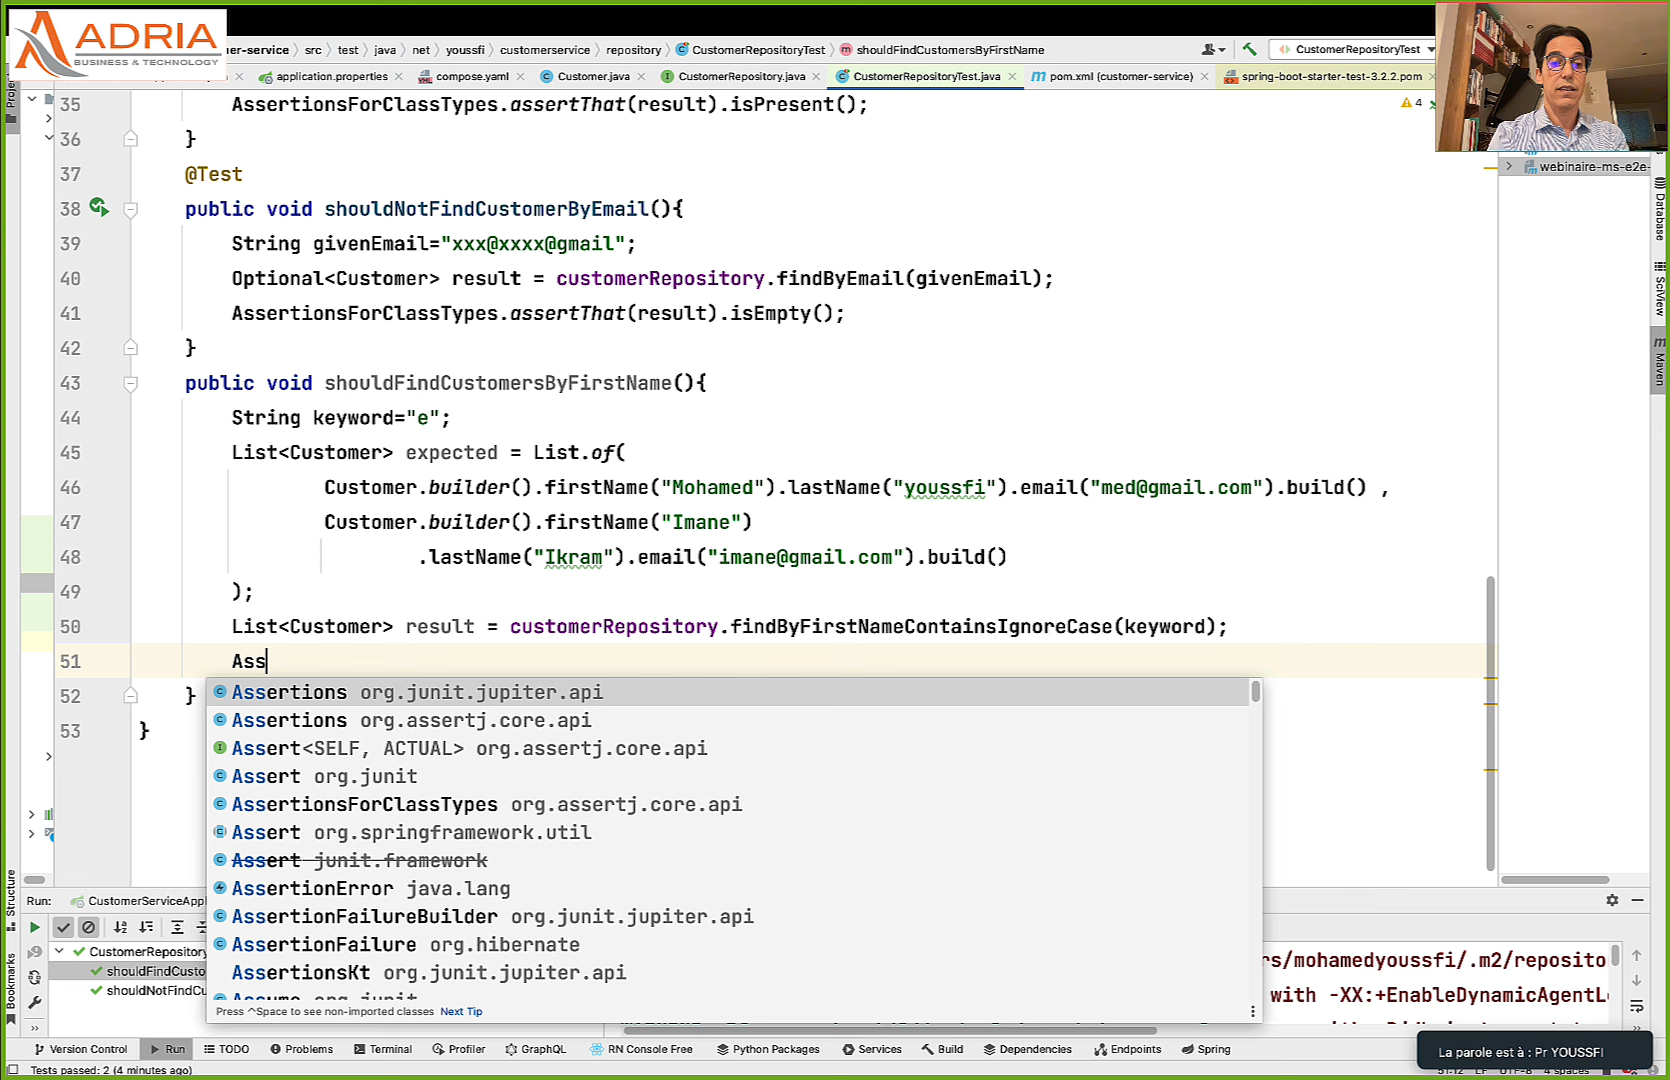 ADRIA
BUSINESS & TECHNOLOGY
er-service › src › test › java › net › youssfi › customerservice › repository › CustomerRepositoryTest › shouldFindCustomersByFirstName
CustomerRepositoryTest
application.properties × compose.yaml × Customer.java × CustomerRepository.java × CustomerRepositoryTest.java × pom.xml (customer-service) × spring-boot-starter-test-3.2.2.pom
35 AssertionsForClassTypes.assertThat(result).isPresent();
4
36 }
37 @Test
38 public void shouldNotFindCustomerByEmail(){
39 String givenEmail="xxx@xxxx@gmail";
40 Optional<Customer> result = customerRepository.findByEmail(givenEmail);
41 AssertionsForClassTypes.assertThat(result).isEmpty();
42 }
43 public void shouldFindCustomersByFirstName(){
44 String keyword="e";
45 List<Customer> expected = List.of(
46 Customer.builder().firstName("Mohamed").lastName("youssfi").email("med@gmail.com").build() ,
47 Customer.builder().firstName("Imane")
48 .lastName("Ikram").email("imane@gmail.com").build()
49 );
50 List<Customer> result = customerRepository.findByFirstNameContainsIgnoreCase(keyword);
51 Ass
52 }
53 }
Assertions org.junit.jupiter.api
Assertions org.assertj.core.api
Assert<SELF, ACTUAL> org.assertj.core.api
Assert org.junit
AssertionsForClassTypes org.assertj.core.api
Assert org.springframework.util
Assert junit.framework
AssertionError java.lang
AssertionFailureBuilder org.junit.jupiter.api
AssertionFailure org.hibernate
AssertionsKt org.junit.jupiter.api
Assume org.junit
Press ^Space to see non-imported classes Next Tip
webinaire-ms-e2e-
Database
SciView
Maven
Structure
Bookmarks
Run: CustomerServiceAppl
CustomerRepository
shouldFindCusto
shouldNotFindCu
rs/mohamedyoussfi/.m2/reposito
with -XX:+EnableDynamicAgentL
Version Control Run TODO Problems Terminal Profiler GraphQL RN Console Free Python Packages Services Build Dependencies Endpoints Spring
La parole est à : Pr YOUSSFI
Tests passed: 2 (4 minutes ago)
51:12 LF UTF-8 4 spaces